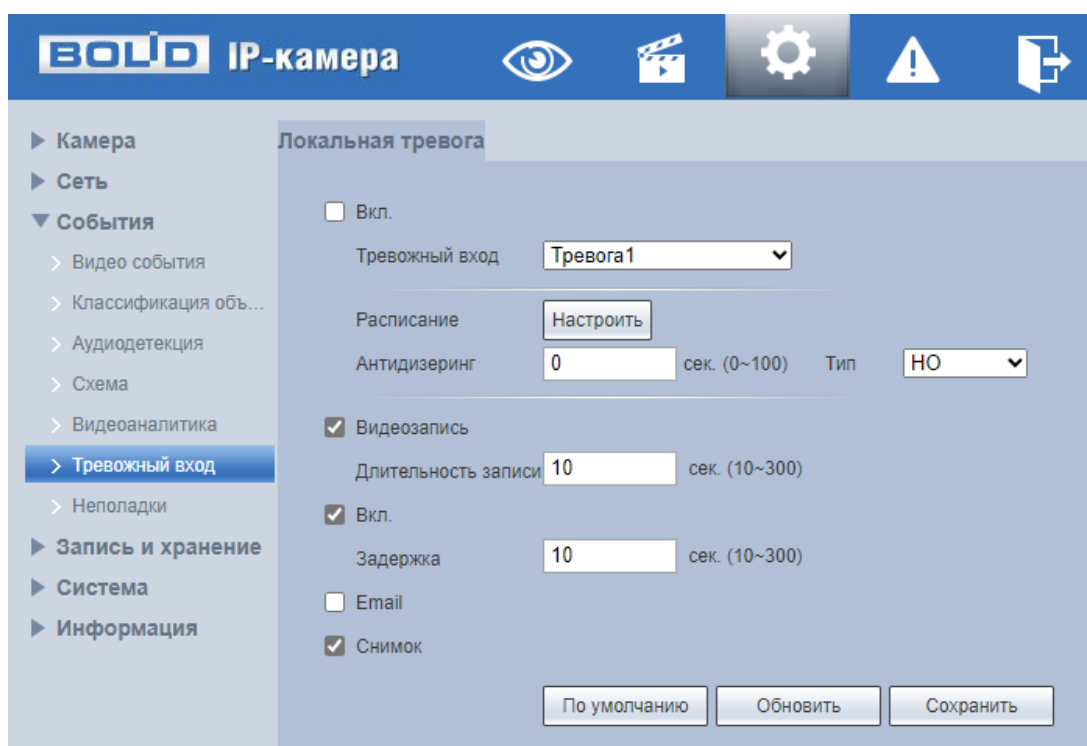 BOLID IP-камера
Камера
Сеть
События
Видео события
Классификация объ...
Аудиодетекция
Схема
Видеоаналитика
Тревожный вход
Неполадки
Запись и хранение
Система
Информация
Локальная тревога
Вкл.
Тревожный вход Тревога1
Расписание Настроить
Антидизеринг 0 сек. (0~100) Тип НО
Видеозапись
Длительность записи 10 сек. (10~300)
Вкл.
Задержка 10 сек. (10~300)
Email
Снимок
По умолчанию Обновить Сохранить